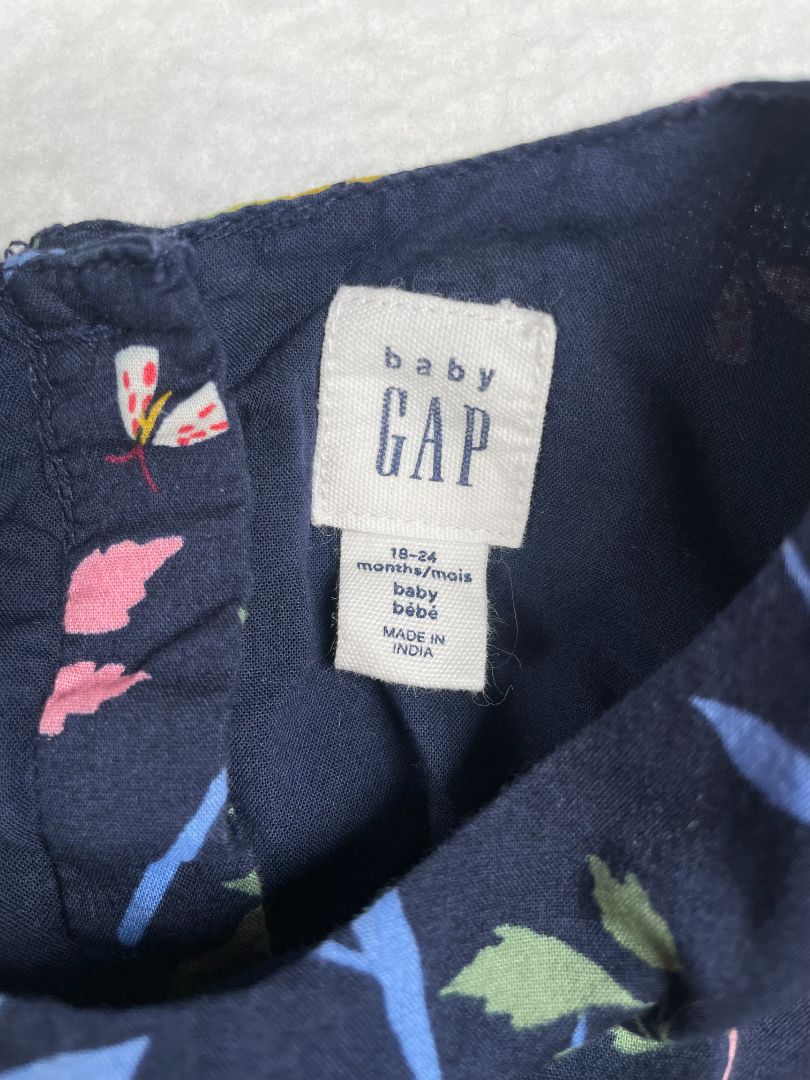 baby
GAP
18-24
months/mois
baby
bébé
MADE IN
INDIA